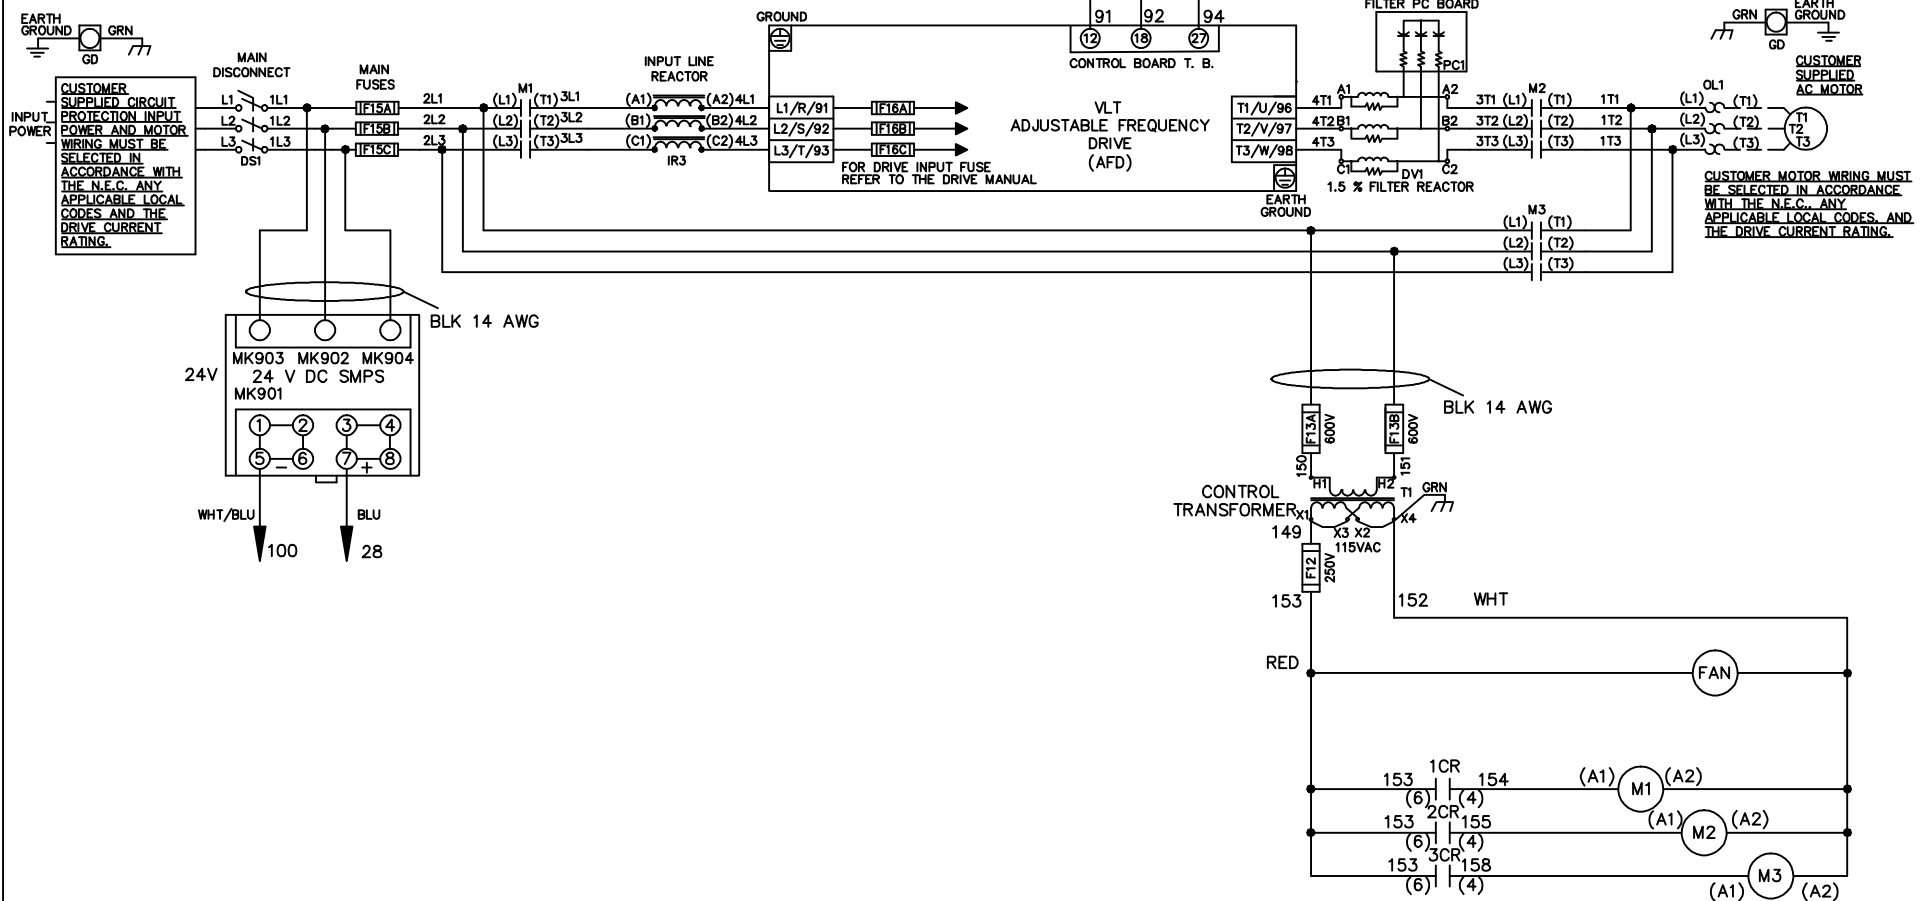 EARTH
GROUND
GRN
GD
INPUT
POWER
CUSTOMER
SUPPLIED CIRCUIT
PROTECTION INPUT
POWER AND MOTOR
WIRING MUST BE
SELECTED IN
ACCORDANCE WITH
THE N.E.C. ANY
APPLICABLE LOCAL
CODES AND THE
DRIVE CURRENT
RATING.
MAIN
DISCONNECT
L1 1L1
L2 1L2
L3 1L3
DS1
MAIN
FUSES
F15A
F15B
F15C
2L1
2L2
2L3
M1
(L1) (T1) 3L1
(L2) (T2) 3L2
(L3) (T3) 3L3
INPUT LINE
REACTOR
(A1) (A2) 4L1
(B1) (B2) 4L2
(C1) (C2) 4L3
IR3
GROUND
L1/R/91
L2/S/92
L3/T/93
F16A
F16B
F16C
FOR DRIVE INPUT FUSE
REFER TO THE DRIVE MANUAL
VLT
ADJUSTABLE FREQUENCY
DRIVE
(AFD)
91 92 94
12 18 27
CONTROL BOARD T. B.
T1/U/96
T2/V/97
T3/W/98
EARTH
GROUND
FILTER PC BOARD
PC1
4T1 A1 A2
4T2 B1 B2
4T3 C1 C2
DV1
1.5 % FILTER REACTOR
M2
3T1 (L1) (T1) 1T1
3T2 (L2) (T2) 1T2
3T3 (L3) (T3) 1T3
M3
(L1) (T1)
(L2) (T2)
(L3) (T3)
OL1
(L1) (T1)
(L2) (T2)
(L3) (T3)
T1
T2
T3
GRN
EARTH
GROUND
GD
CUSTOMER
SUPPLIED
AC MOTOR
CUSTOMER MOTOR WIRING MUST
BE SELECTED IN ACCORDANCE
WITH THE N.E.C., ANY
APPLICABLE LOCAL CODES, AND
THE DRIVE CURRENT RATING.
BLK 14 AWG
MK903 MK902 MK904
24V
24 V DC SMPS
MK901
1 2 3 4
5 6 7 8
- +
WHT/BLU
BLU
100
28
BLK 14 AWG
F13A
600V
F13B
600V
150
151
H1 H2
T1
GRN
CONTROL
TRANSFORMER
X1
X3 X2
X4
115VAC
149
F12
250V
153
152
WHT
RED
FAN
1CR
153 154
(6) (4)
(A1) M1 (A2)
2CR
153 155
(6) (4)
(A1) M2 (A2)
3CR
153 158
(6) (4)
(A1) M3 (A2)